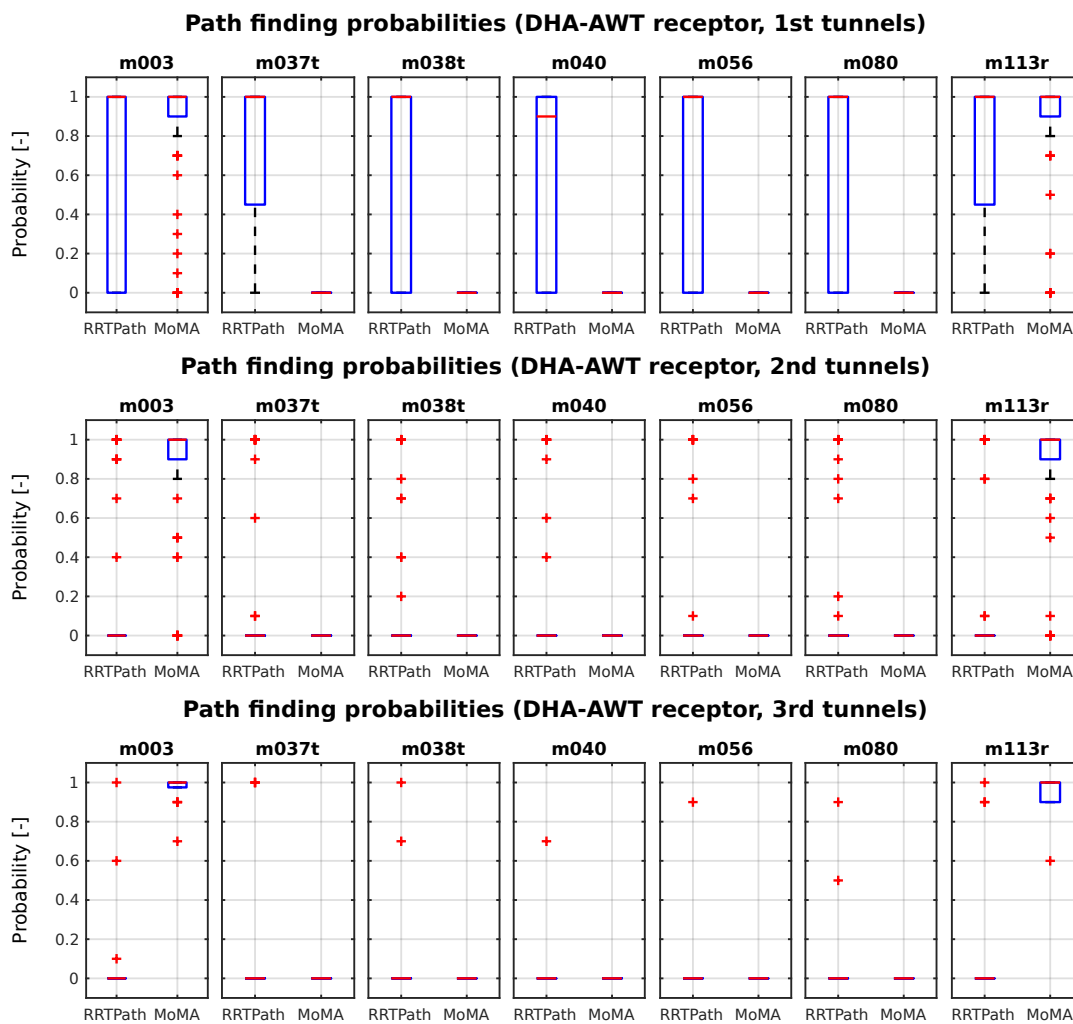 Path finding probabilities (DHA-AWT receptor, 1st tunnels)
m003 m037t m038t m040 m056 m080 m113r
Probability [-]
1
0.8
0.6
0.4
0.2
0
RRTPath MoMA RRTPath MoMA RRTPath MoMA RRTPath MoMA RRTPath MoMA RRTPath MoMA RRTPath MoMA
Path finding probabilities (DHA-AWT receptor, 2nd tunnels)
m003 m037t m038t m040 m056 m080 m113r
Probability [-]
1
0.8
0.6
0.4
0.2
0
RRTPath MoMA RRTPath MoMA RRTPath MoMA RRTPath MoMA RRTPath MoMA RRTPath MoMA RRTPath MoMA
Path finding probabilities (DHA-AWT receptor, 3rd tunnels)
m003 m037t m038t m040 m056 m080 m113r
Probability [-]
1
0.8
0.6
0.4
0.2
0
RRTPath MoMA RRTPath MoMA RRTPath MoMA RRTPath MoMA RRTPath MoMA RRTPath MoMA RRTPath MoMA